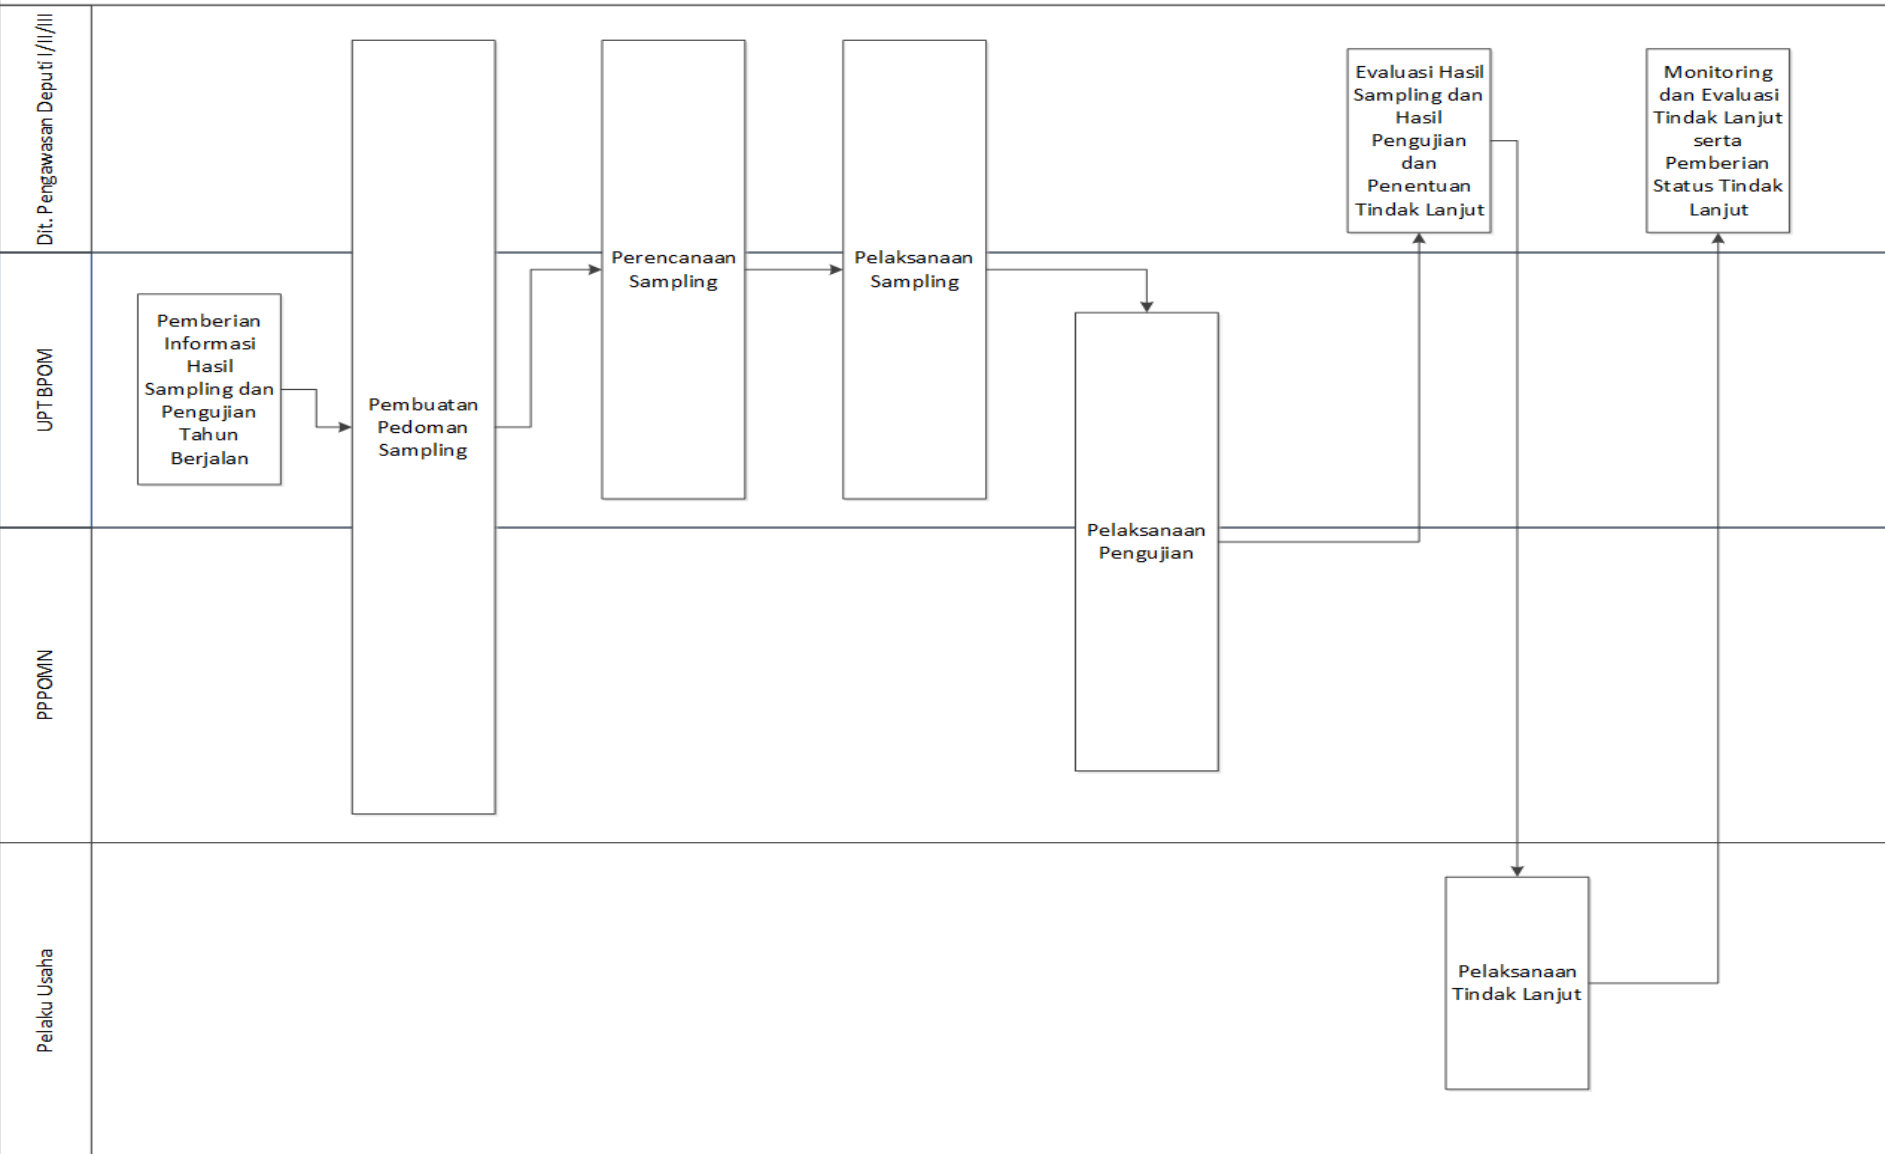 Dit. Pengawasan Deputi I/II/III
UPT BPOM
PPPOMN
Pelaku Usaha
Pemberian
Informasi
Hasil
Sampling dan
Pengujian
Tahun
Berjalan
Pembuatan
Pedoman
Sampling
Perencanaan
Sampling
Pelaksanaan
Sampling
Pelaksanaan
Pengujian
Evaluasi Hasil
Sampling dan
Hasil
Pengujian
dan
Penentuan
Tindak Lanjut
Pelaksanaan
Tindak Lanjut
Monitoring
dan Evaluasi
Tindak Lanjut
serta
Pemberian
Status Tindak
Lanjut